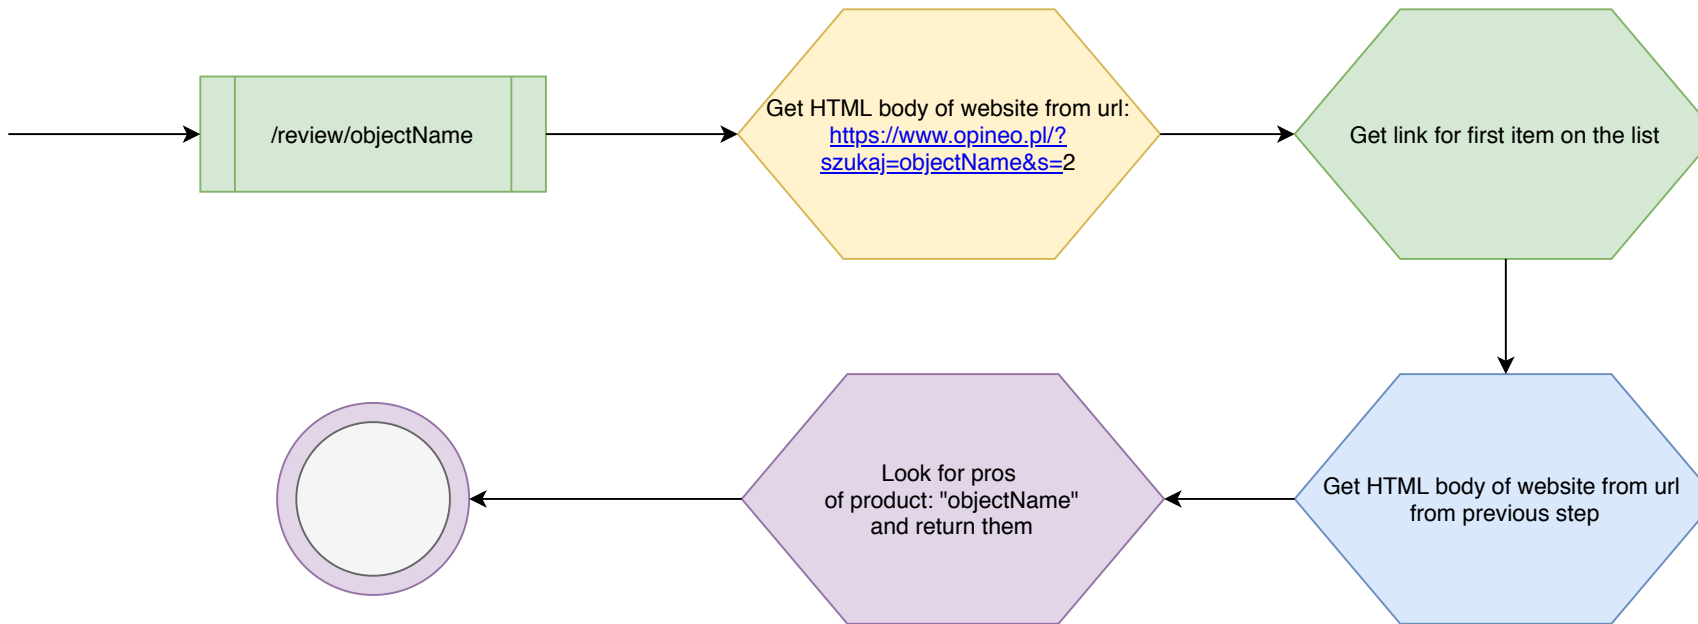 /review/objectName
Get HTML body of website from url:
https://www.opineo.pl/?
szukaj=objectName&s=2
Get link for first item on the list
Look for pros
of product: "objectName"
and return them
Get HTML body of website from url
from previous step